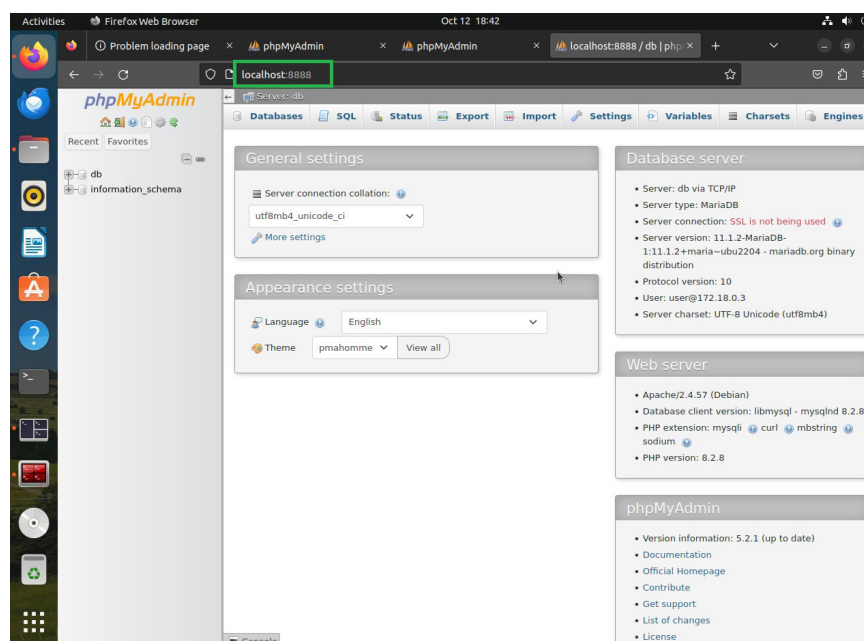 Activities
Firefox Web Browser
Oct 12 18:42
Problem loading page
phpMyAdmin
phpMyAdmin
localhost:8888 / db | php
localhost:8888
phpMyAdmin
Recent Favorites
db
information_schema
Server: db
Databases SQL Status Export Import Settings Variables Charsets Engines
General settings
Server connection collation:
utf8mb4_unicode_ci
More settings
Appearance settings
Language English
Theme pmahomme View all
Database server
• Server: db via TCP/IP
• Server type: MariaDB
• Server connection: SSL is not being used
• Server version: 11.1.2-MariaDB-
1:11.1.2+maria~ubu2204 - mariadb.org binary
distribution
• Protocol version: 10
• User: user@172.18.0.3
• Server charset: UTF-8 Unicode (utf8mb4)
Web server
• Apache/2.4.57 (Debian)
• Database client version: libmysql - mysqlnd 8.2.8
• PHP extension: mysqli curl mbstring
sodium
• PHP version: 8.2.8
phpMyAdmin
• Version information: 5.2.1 (up to date)
• Documentation
• Official Homepage
• Contribute
• Get support
• List of changes
• License
Console